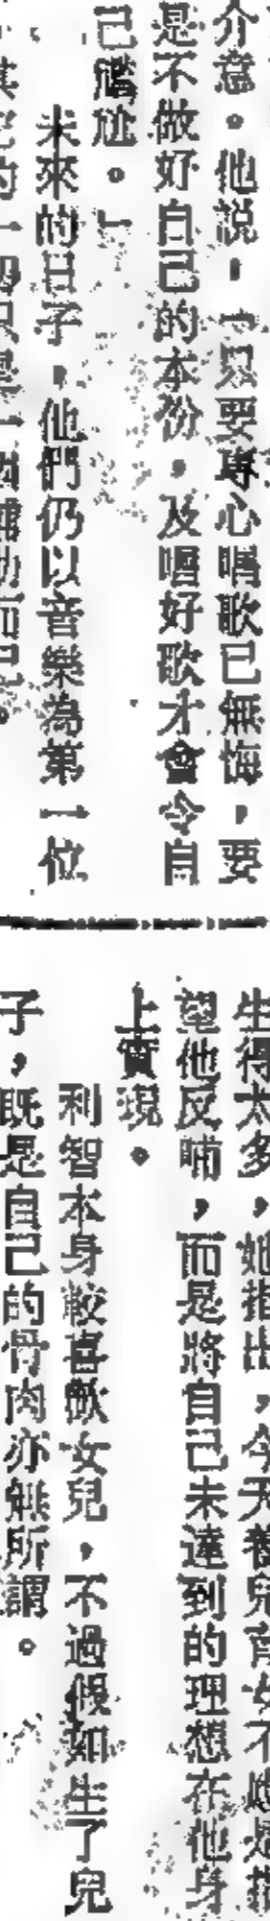 介意。他說，「只要專心唱歌已無悔，要
是不做好自己的本份，及唱好歌才會令自
己尷尬。」
未來的日子，他們仍以音樂為第一位
其它的一切只是一個輔助而已。
生得太多，她指出，今天養兒育女不應是指
望他反哺，而是將自己未達到的理想在他身
上實現。
利智本身較喜歡女兒，不過假如生了兒
子，既是自己的骨肉亦無所謂。